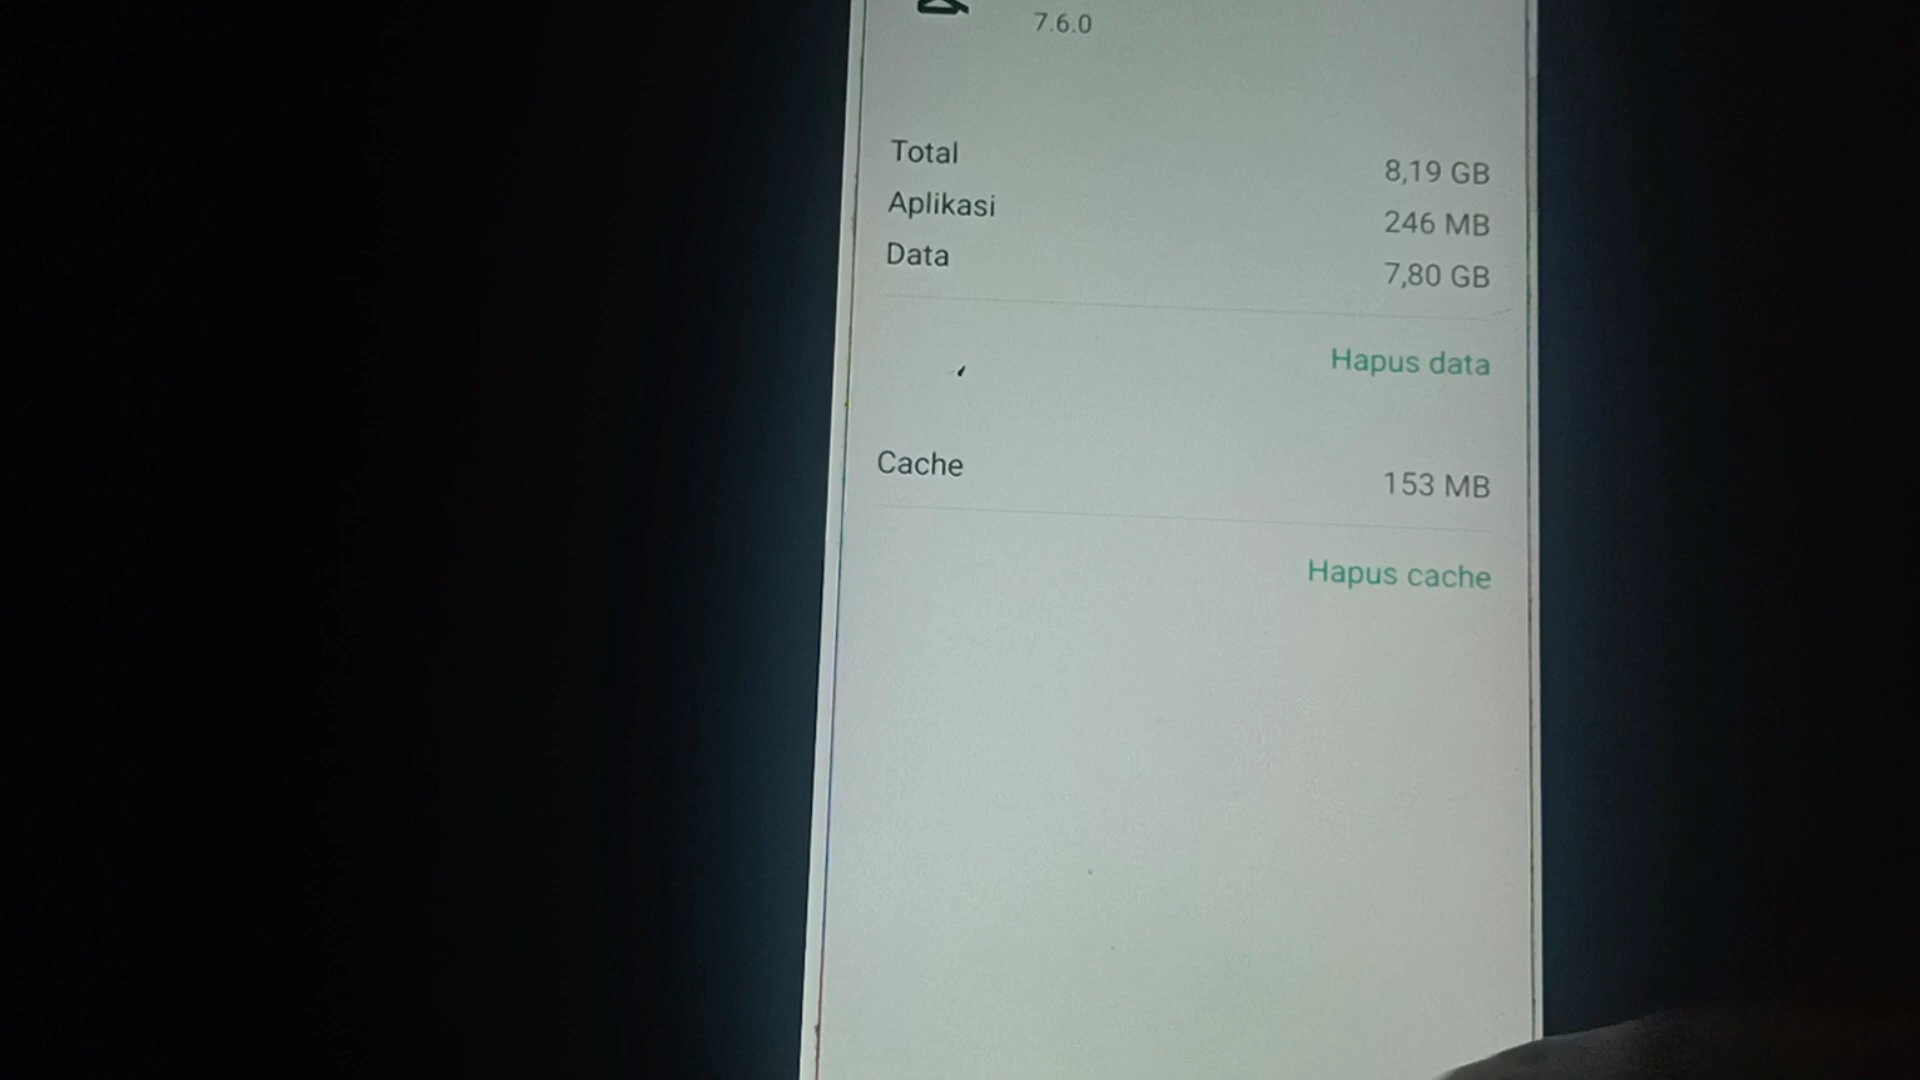 7.6.0
Total 8,19 GB
Aplikasi 246 MB
Data 7,80 GB
Hapus data
Cache 153 MB
Hapus cache